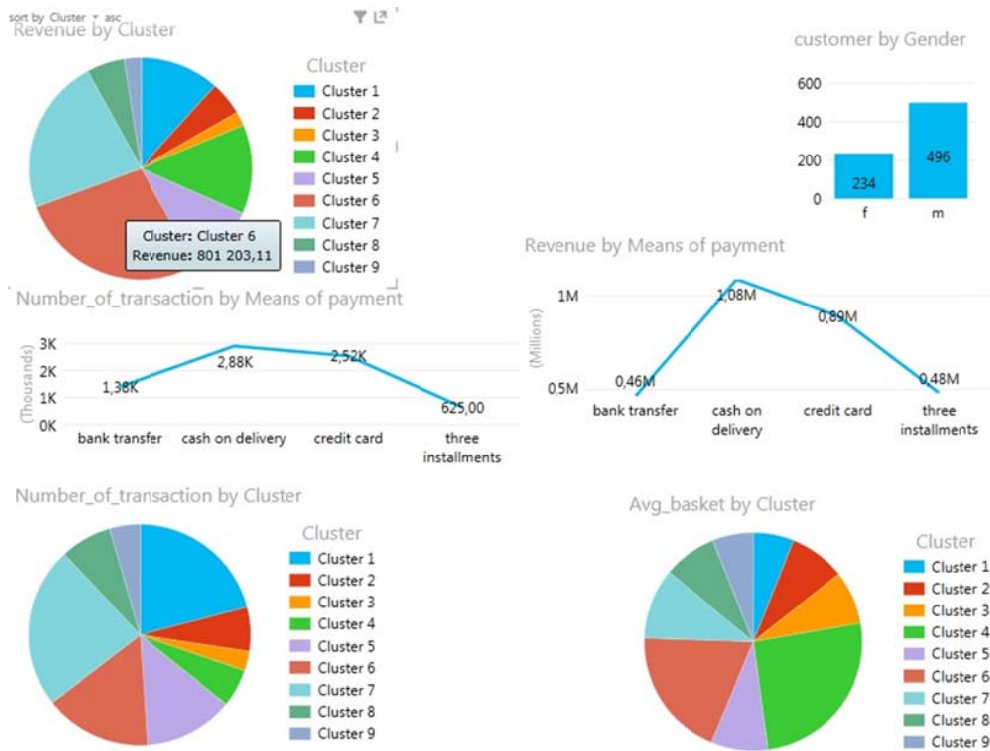 sort by Cluster asc
Revenue by Cluster
Cluster
Cluster 1
Cluster 2
Cluster 3
Cluster 4
Cluster 5
Cluster 6
Cluster 7
Cluster 8
Cluster 9
Cluster: Cluster 6
Revenue: 801 203,11
customer by Gender
600
400
200
0
234
496
f
m
Number_of_transaction by Means of payment
(Thousands)
3K
2K
1K
0K
1,38K
2,88K
2,52K
625,00
bank transfer
cash on delivery
credit card
three
installments
Revenue by Means of payment
(Millions)
1M
0.5M
0,46M
1,08M
0,89M
0,48M
bank transfer
cash on
delivery
credit card
three
installments
Number_of_transaction by Cluster
Cluster
Cluster 1
Cluster 2
Cluster 3
Cluster 4
Cluster 5
Cluster 6
Cluster 7
Cluster 8
Cluster 9
Avg_basket by Cluster
Cluster
Cluster 1
Cluster 2
Cluster 3
Cluster 4
Cluster 5
Cluster 6
Cluster 7
Cluster 8
Cluster 9